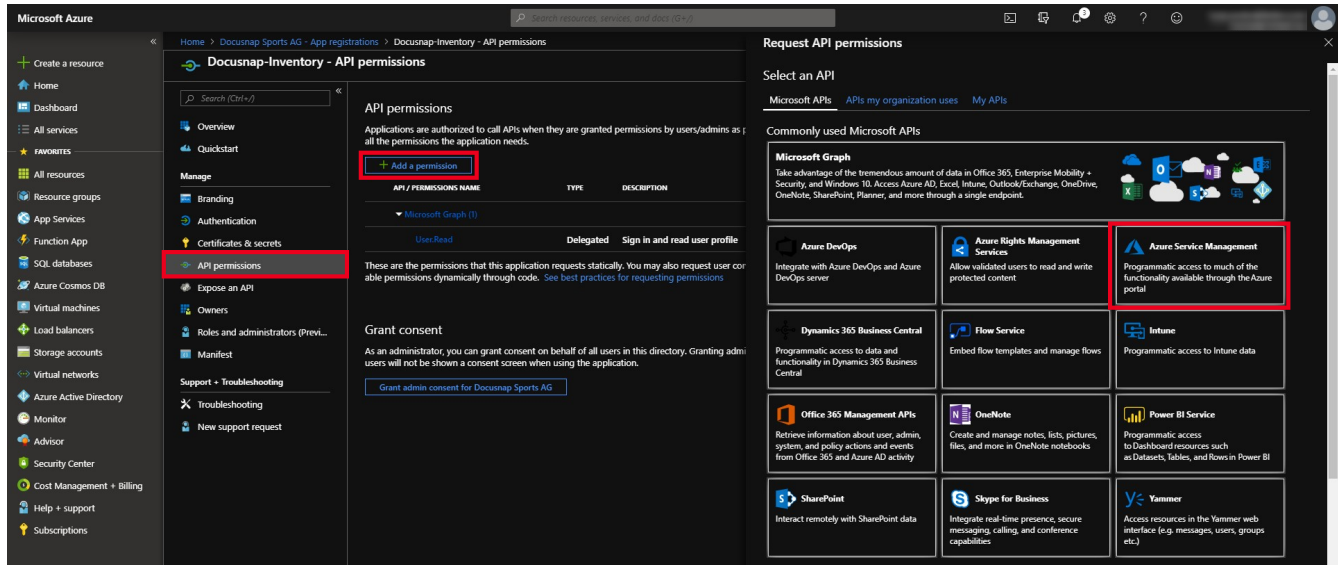 Microsoft Azure
Search resources, services, and docs (G+/)
3
Create a resource
Home
Dashboard
All services
FAVORITES
All resources
Resource groups
App Services
Function App
SQL databases
Azure Cosmos DB
Virtual machines
Load balancers
Storage accounts
Virtual networks
Azure Active Directory
Monitor
Advisor
Security Center
Cost Management + Billing
Help + support
Subscriptions
Home > Docusnap Sports AG - App registrations > Docusnap-Inventory - API permissions
Docusnap-Inventory - API permissions
Search (Ctrl+/)
Overview
Quickstart
Manage
Branding
Authentication
Certificates & secrets
API permissions
Expose an API
Owners
Roles and administrators (Previ...
Manifest
Support + Troubleshooting
Troubleshooting
New support request
API permissions
Applications are authorized to call APIs when they are granted permissions by users/admins as
all the permissions the application needs.
+ Add a permission
API / PERMISSIONS NAME TYPE DESCRIPTION
Microsoft Graph (1)
User.Read Delegated Sign in and read user profile
These are the permissions that this application requests statically. You may also request user
able permissions dynamically through code. See best practices for requesting permissions
Grant consent
As an administrator, you can grant consent on behalf of all users in this directory. Granting
users will not be shown a consent screen when using the application.
Grant admin consent for Docusnap Sports AG
Request API permissions
Select an API
Microsoft APIs APIs my organization uses My APIs
Commonly used Microsoft APIs
Microsoft Graph
Take advantage of the tremendous amount of data in Office 365, Enterprise Mobility +
Security, and Windows 10. Access Azure AD, Excel, Intune, Outlook/Exchange, OneDrive,
OneNote, SharePoint, Planner, and more through a single endpoint.
Azure DevOps
Integrate with Azure DevOps and Azure
DevOps server
Azure Rights Management
Services
Allow validated users to read and write
protected content
Azure Service Management
Programmatic access to much of the
functionality available through the Azure
portal
Dynamics 365 Business Central
Programmatic access to data and
functionality in Dynamics 365 Business
Central
Flow Service
Embed flow templates and manage flows
Intune
Programmatic access to Intune data
Office 365 Management APIs
Retrieve information about user, admin,
system, and policy actions and events
from Office 365 and Azure AD activity
OneNote
Create and manage notes, lists, pictures,
files, and more in OneNote notebooks
Power BI Service
Programmatic access
to Dashboard resources such
as Datasets, Tables, and Rows in Power BI
SharePoint
Interact remotely with SharePoint data
Skype for Business
Integrate real-time presence, secure
messaging, calling, and conference
capabilities
Yammer
Access resources in the Yammer web
interface (e.g. messages, users, groups
etc.)